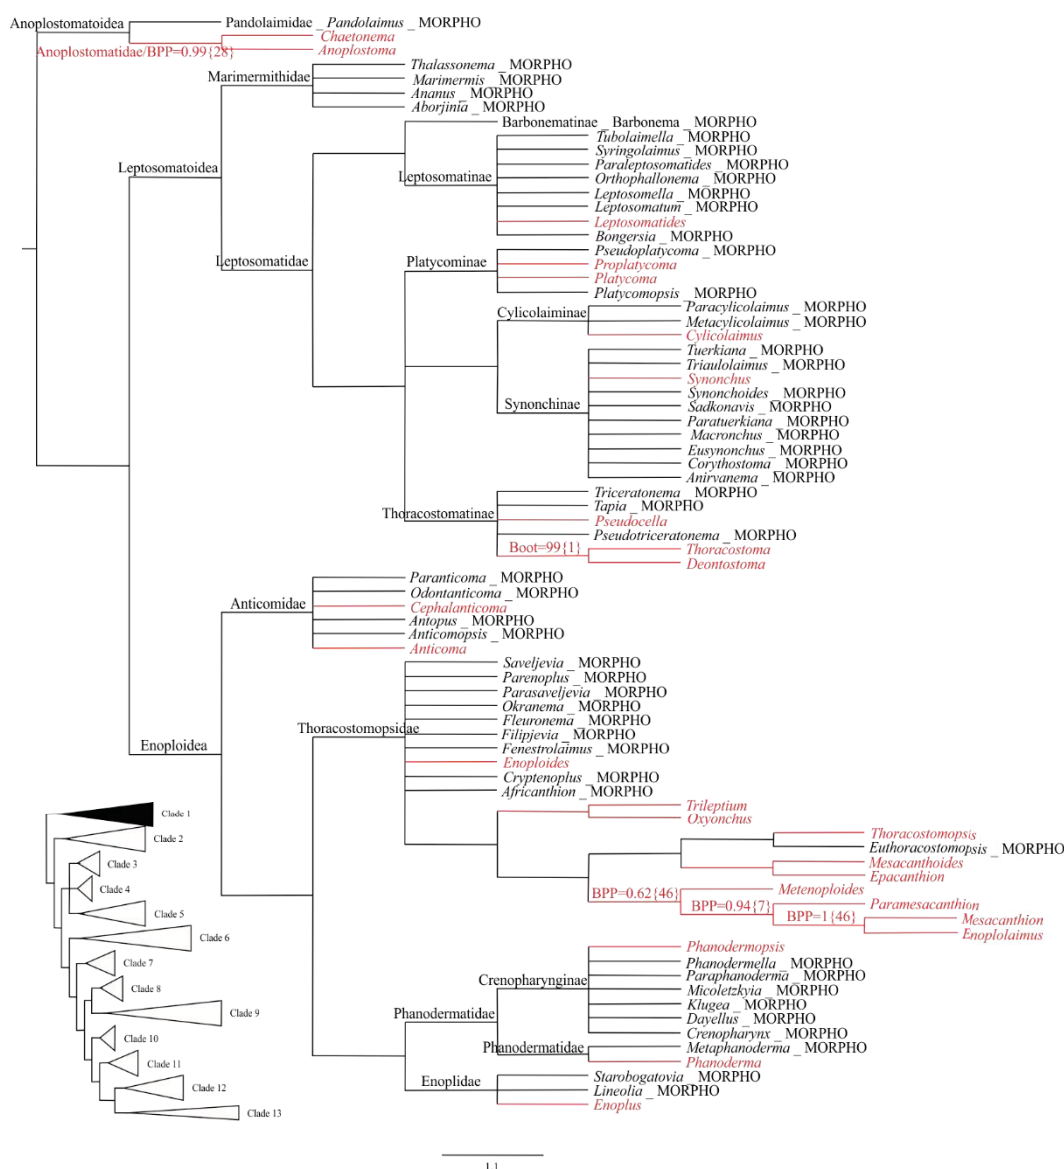 Anoplostomatoidea
Pandolaimidae _ Pandolaimus _ MORPHO
Chaetonema
Anoplostomatidae/BPP=0.99{28}
Anoplostoma
Thalassonema _ MORPHO
Marimermithidae
Marimermis _ MORPHO
Ananus _ MORPHO
Aborjinia _ MORPHO
Barbonematinae _ Barbonema _ MORPHO
Tubolaimella _ MORPHO
Syringolaimus _ MORPHO
Leptosomatoidea
Paraleptosomatides _ MORPHO
Leptosomatinae
Orthophallonema _ MORPHO
Leptosomella _ MORPHO
Leptosomatum _ MORPHO
Leptosomatides
Bongersia _ MORPHO
Leptosomatidae
Pseudoplatycoma _ MORPHO
Platycominae
Proplatycoma
Platycoma
Platycomopsis _ MORPHO
Paracylicolaimus _ MORPHO
Cylicolaiminae
Metacylicolaimus _ MORPHO
Cylicolaimus
Tuerkiana _ MORPHO
Triaulolaimus _ MORPHO
Synonchus
Synonchoides _ MORPHO
Synonchinae
Sadkonavis _ MORPHO
Paratuerkiana _ MORPHO
Macronchus _ MORPHO
Eusynonchus _ MORPHO
Corythostoma _ MORPHO
Anirvanema _ MORPHO
Triceratonema _ MORPHO
Tapia _ MORPHO
Thoracostomatinae
Pseudocella
Pseudotriceratonema _ MORPHO
Boot=99{1}
Thoracostoma
Deontostoma
Paranticoma _ MORPHO
Odontanticoma _ MORPHO
Anticomidae
Cephalanticoma
Antopus _ MORPHO
Anticomopsis _ MORPHO
Anticoma
Saveljevia _ MORPHO
Parenoplus _ MORPHO
Parasaveljevia _ MORPHO
Okranema _ MORPHO
Fleuronema _ MORPHO
Thoracostomopsidae
Filipjevia _ MORPHO
Enoploidea
Fenestrolaimus _ MORPHO
Enoploides
Cryptenoplus _ MORPHO
Africanthion _ MORPHO
Trileptium
Oxyonchus
Thoracostomopsis
Euthoracostomopsis _ MORPHO
Mesacanthoides
Epacanthion
BPP=0.62{46}
Metenoploides
BPP=0.94{7}
Paramesacanthion
BPP=1{46}
Mesacanthion
Enoplolaimus
Phanodermopsis
Phanodermella _ MORPHO
Crenopharynginae
Paraphanoderma _ MORPHO
Micoletzkyia _ MORPHO
Klugea _ MORPHO
Phanodermatidae
Dayellus _ MORPHO
Crenopharynx _ MORPHO
Phanodermatidae
Metaphanoderma _ MORPHO
Phanoderma
Enoplidae
Starobogatovia _ MORPHO
Lineolia _ MORPHO
Enoplus
Clade 1
Clade 2
Clade 3
Clade 4
Clade 5
Clade 6
Clade 7
Clade 8
Clade 9
Clade 10
Clade 11
Clade 12
Clade 13